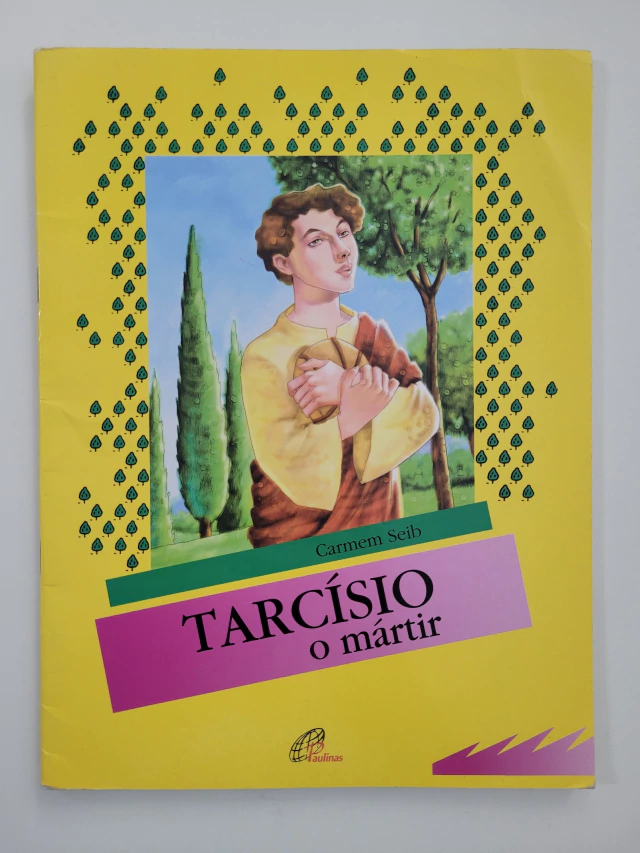 Carmem Seib
TARCÍSIO
o mártir
Paulinas